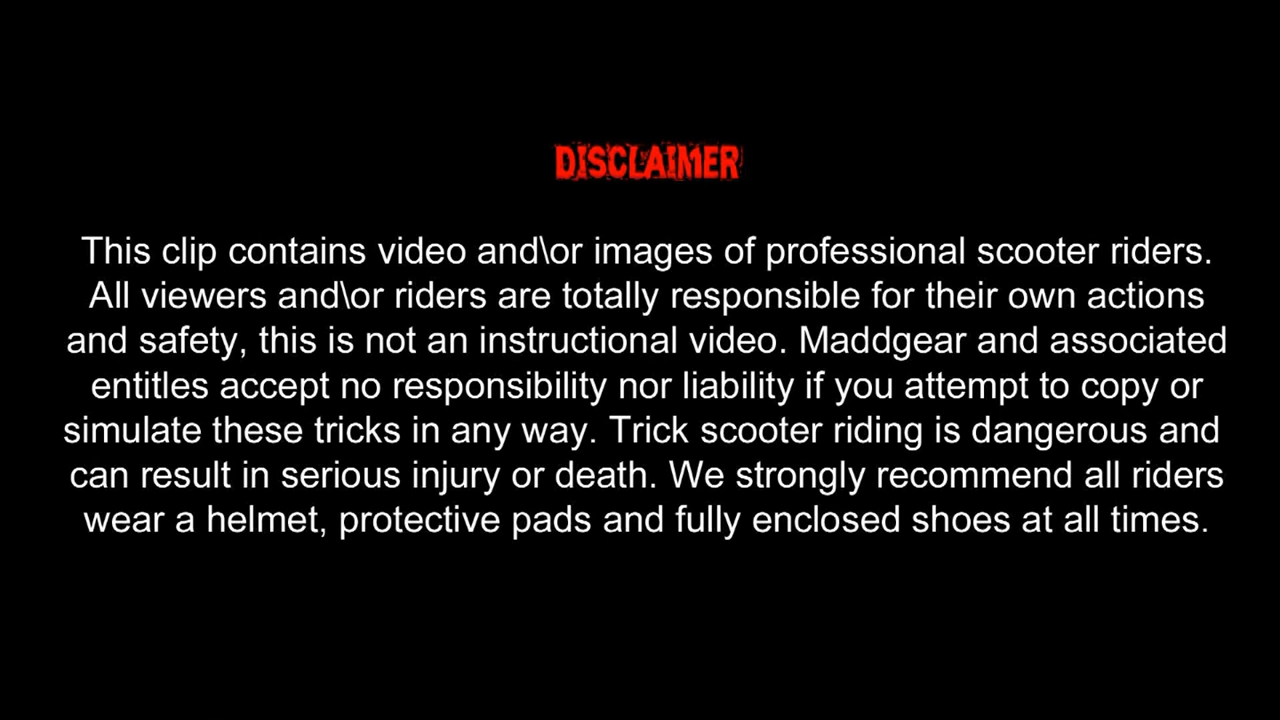 DISCLAIMER
This clip contains video and\or images of professional scooter riders.
All viewers and\or riders are totally responsible for their own actions
and safety, this is not an instructional video. Maddgear and associated
entitles accept no responsibility nor liability if you attempt to copy or
simulate these tricks in any way. Trick scooter riding is dangerous and
can result in serious injury or death. We strongly recommend all riders
wear a helmet, protective pads and fully enclosed shoes at all times.